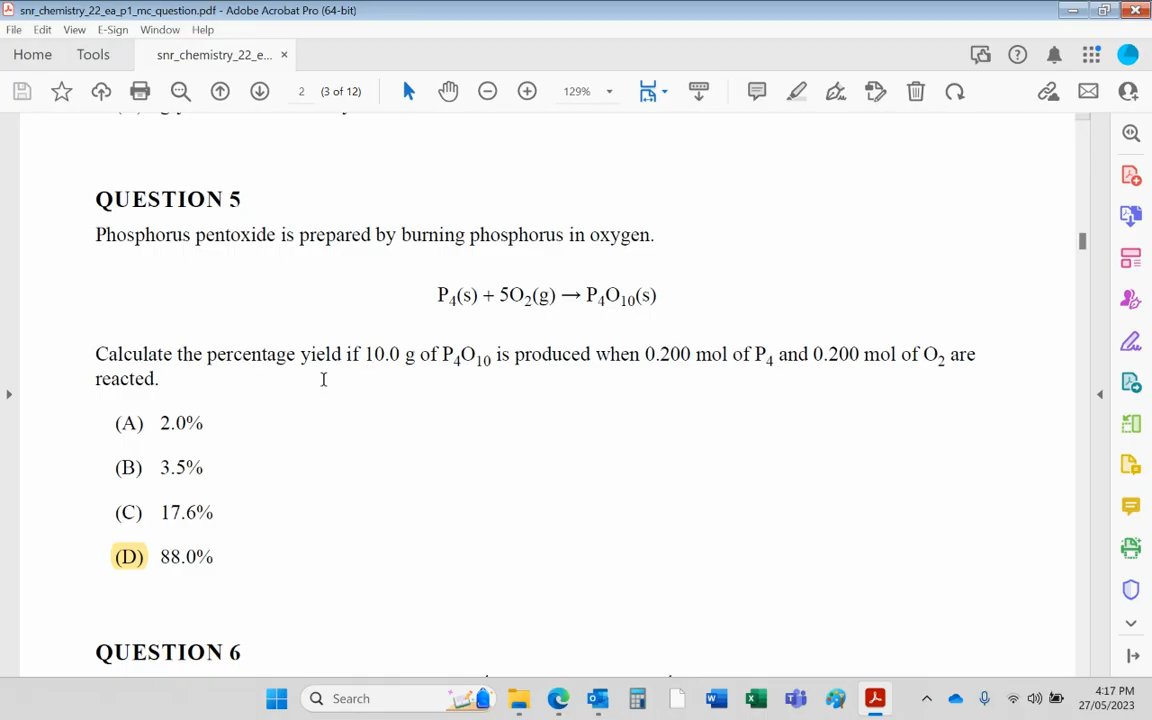 snr_chemistry_22_ea_p1_mc_question.pdf - Adobe Acrobat Pro (64-bit)
File Edit View E-Sign Window Help
Home Tools snr_chemistry_22_e... ×
2 (3 of 12) 129%
QUESTION 5
Phosphorus pentoxide is prepared by burning phosphorus in oxygen.
P₄(s) + 5O₂(g) → P₄O₁₀(s)
Calculate the percentage yield if 10.0 g of P₄O₁₀ is produced when 0.200 mol of P₄ and 0.200 mol of O₂ are
reacted.
(A) 2.0%
(B) 3.5%
(C) 17.6%
(D) 88.0%
QUESTION 6
Search
4:17 PM
27/05/2023